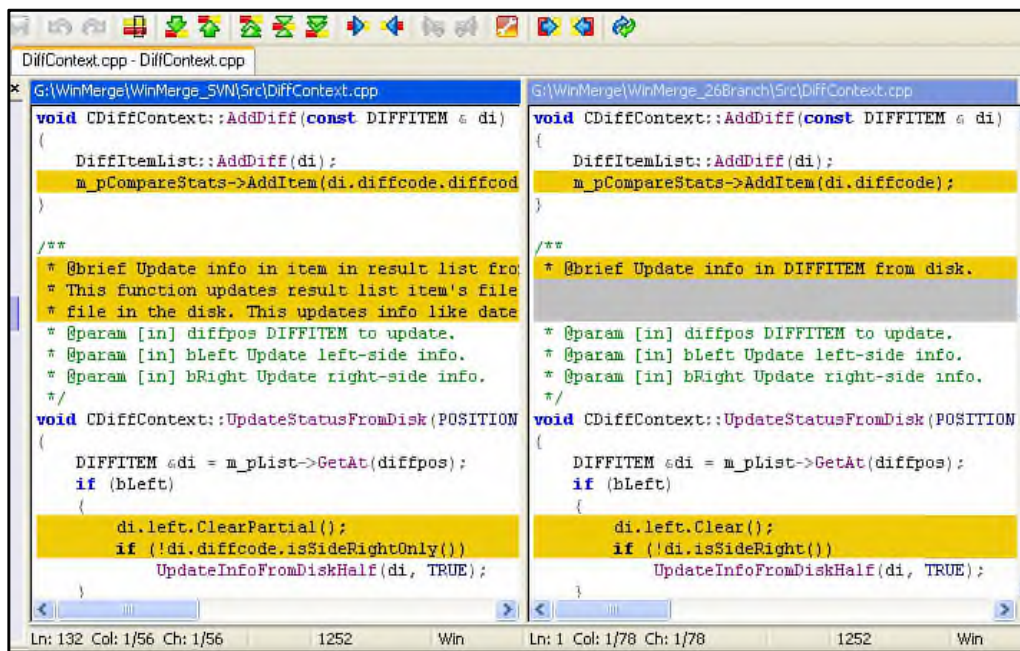 DiffContext.cpp - DiffContext.cpp
G:\WinMerge\WinMerge_SVN\Src\DiffContext.cpp
void CDiffContext::AddDiff(const DIFFITEM & di)
{
DiffItemList::AddDiff(di);
m_pCompareStats->AddItem(di.diffcode.diffcod
}
/**
* @brief Update info in item in result list fro
* This function updates result list item's file
* file in the disk. This updates info like date
* @param [in] diffpos DIFFITEM to update.
* @param [in] bLeft Update left-side info.
* @param [in] bRight Update right-side info.
*/
void CDiffContext::UpdateStatusFromDisk(POSITION
{
DIFFITEM &di = m_pList->GetAt(diffpos);
if (bLeft)
{
di.left.ClearPartial();
if (!di.diffcode.isSideRightOnly())
UpdateInfoFromDiskHalf(di, TRUE);
}
Ln: 132 Col: 1/56 Ch: 1/56 1252 Win
G:\WinMerge\WinMerge_26Branch\Src\DiffContext.cpp
void CDiffContext::AddDiff(const DIFFITEM & di)
{
DiffItemList::AddDiff(di);
m_pCompareStats->AddItem(di.diffcode);
}
/**
* @brief Update info in DIFFITEM from disk.
* @param [in] diffpos DIFFITEM to update.
* @param [in] bLeft Update left-side info.
* @param [in] bRight Update right-side info.
*/
void CDiffContext::UpdateStatusFromDisk(POSITION
{
DIFFITEM &di = m_pList->GetAt(diffpos);
if (bLeft)
{
di.left.Clear();
if (!di.isSideRight())
UpdateInfoFromDiskHalf(di, TRUE);
}
Ln: 1 Col: 1/78 Ch: 1/78 1252 Win